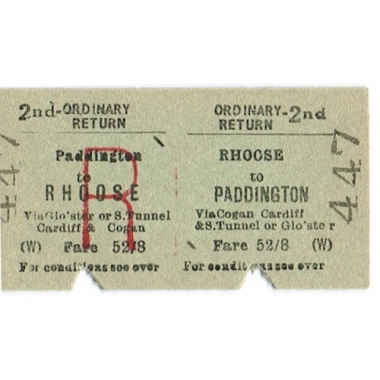 2nd-ORDINARY
RETURN
Paddington
to
RHOOSE
Via Glo'ster or S. Tunnel
Cardiff & Cogan
(W) Fare 52/8
For conditions see over
R
447
ORDINARY-2nd
RETURN
RHOOSE
to
PADDINGTON
Via Cogan Cardiff
& S. Tunnel or Glo'ster
Fare 52/8 (W)
For conditions see over
447